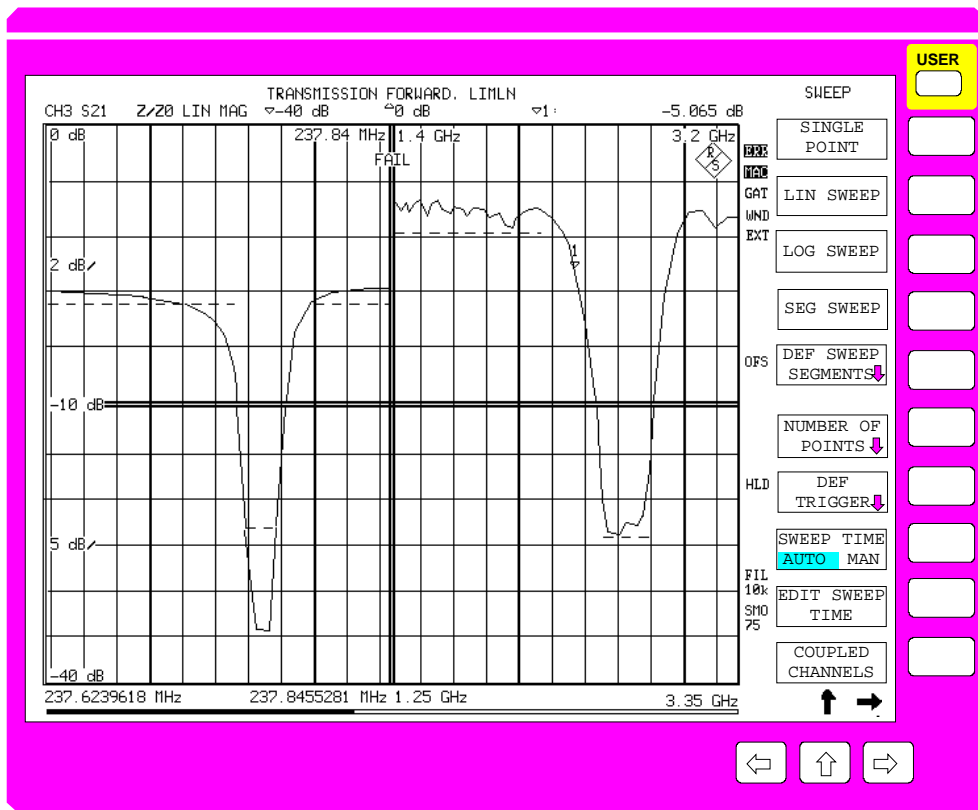 USER
TRANSMISSION FORWARD. LIMLN
SWEEP
CH3 S21 Z/Z0 LIN MAG ▿-40 dB ▵0 dB ▿1: -5.065 dB
0 dB 237.84 MHz 1.4 GHz 3.2 GHz
FAIL
R S
1
2 dB/
-10 dB
5 dB/
-40 dB
237.6239618 MHz 237.8455281 MHz 1.25 GHz 3.35 GHz
ERR
MAC
GAT
WND
EXT
OFS
HLD
FIL
10k
SMO
75
SINGLE
POINT
LIN SWEEP
LOG SWEEP
SEG SWEEP
DEF SWEEP
SEGMENTS
NUMBER OF
POINTS
DEF
TRIGGER
SWEEP TIME
AUTO MAN
EDIT SWEEP
TIME
COUPLED
CHANNELS